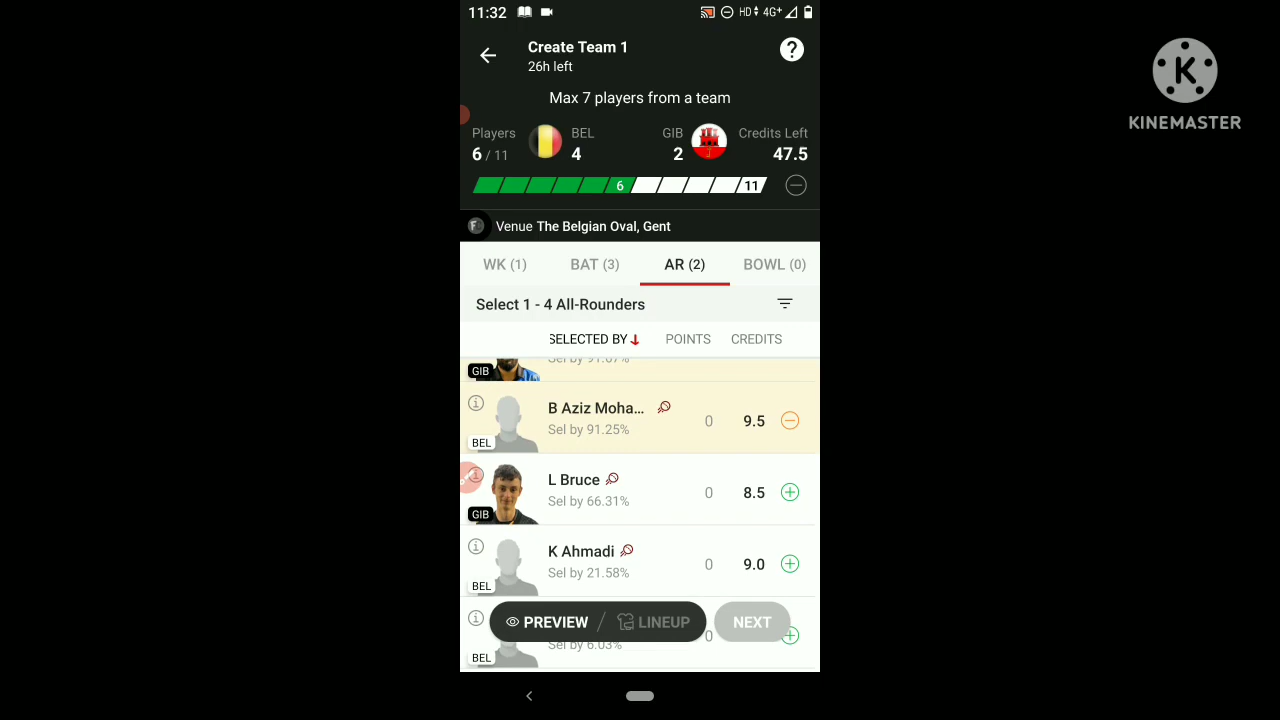 11:32
HD 4G+
Create Team 1
26h left
?
Max 7 players from a team
Players BEL GIB Credits Left
6 / 11 4 2 47.5
6 11
Venue The Belgian Oval, Gent
WK (1) BAT (3) AR (2) BOWL (0)
Select 1 - 4 All-Rounders
SELECTED BY POINTS CREDITS
Sel by 91.67%
GIB
B Aziz Moha...
Sel by 91.25% 0 9.5
BEL
L Bruce
Sel by 66.31% 0 8.5
GIB
K Ahmadi
Sel by 21.58% 0 9.0
BEL
PREVIEW / LINEUP NEXT
0
Sel by 6.03%
BEL
K
KINEMASTER